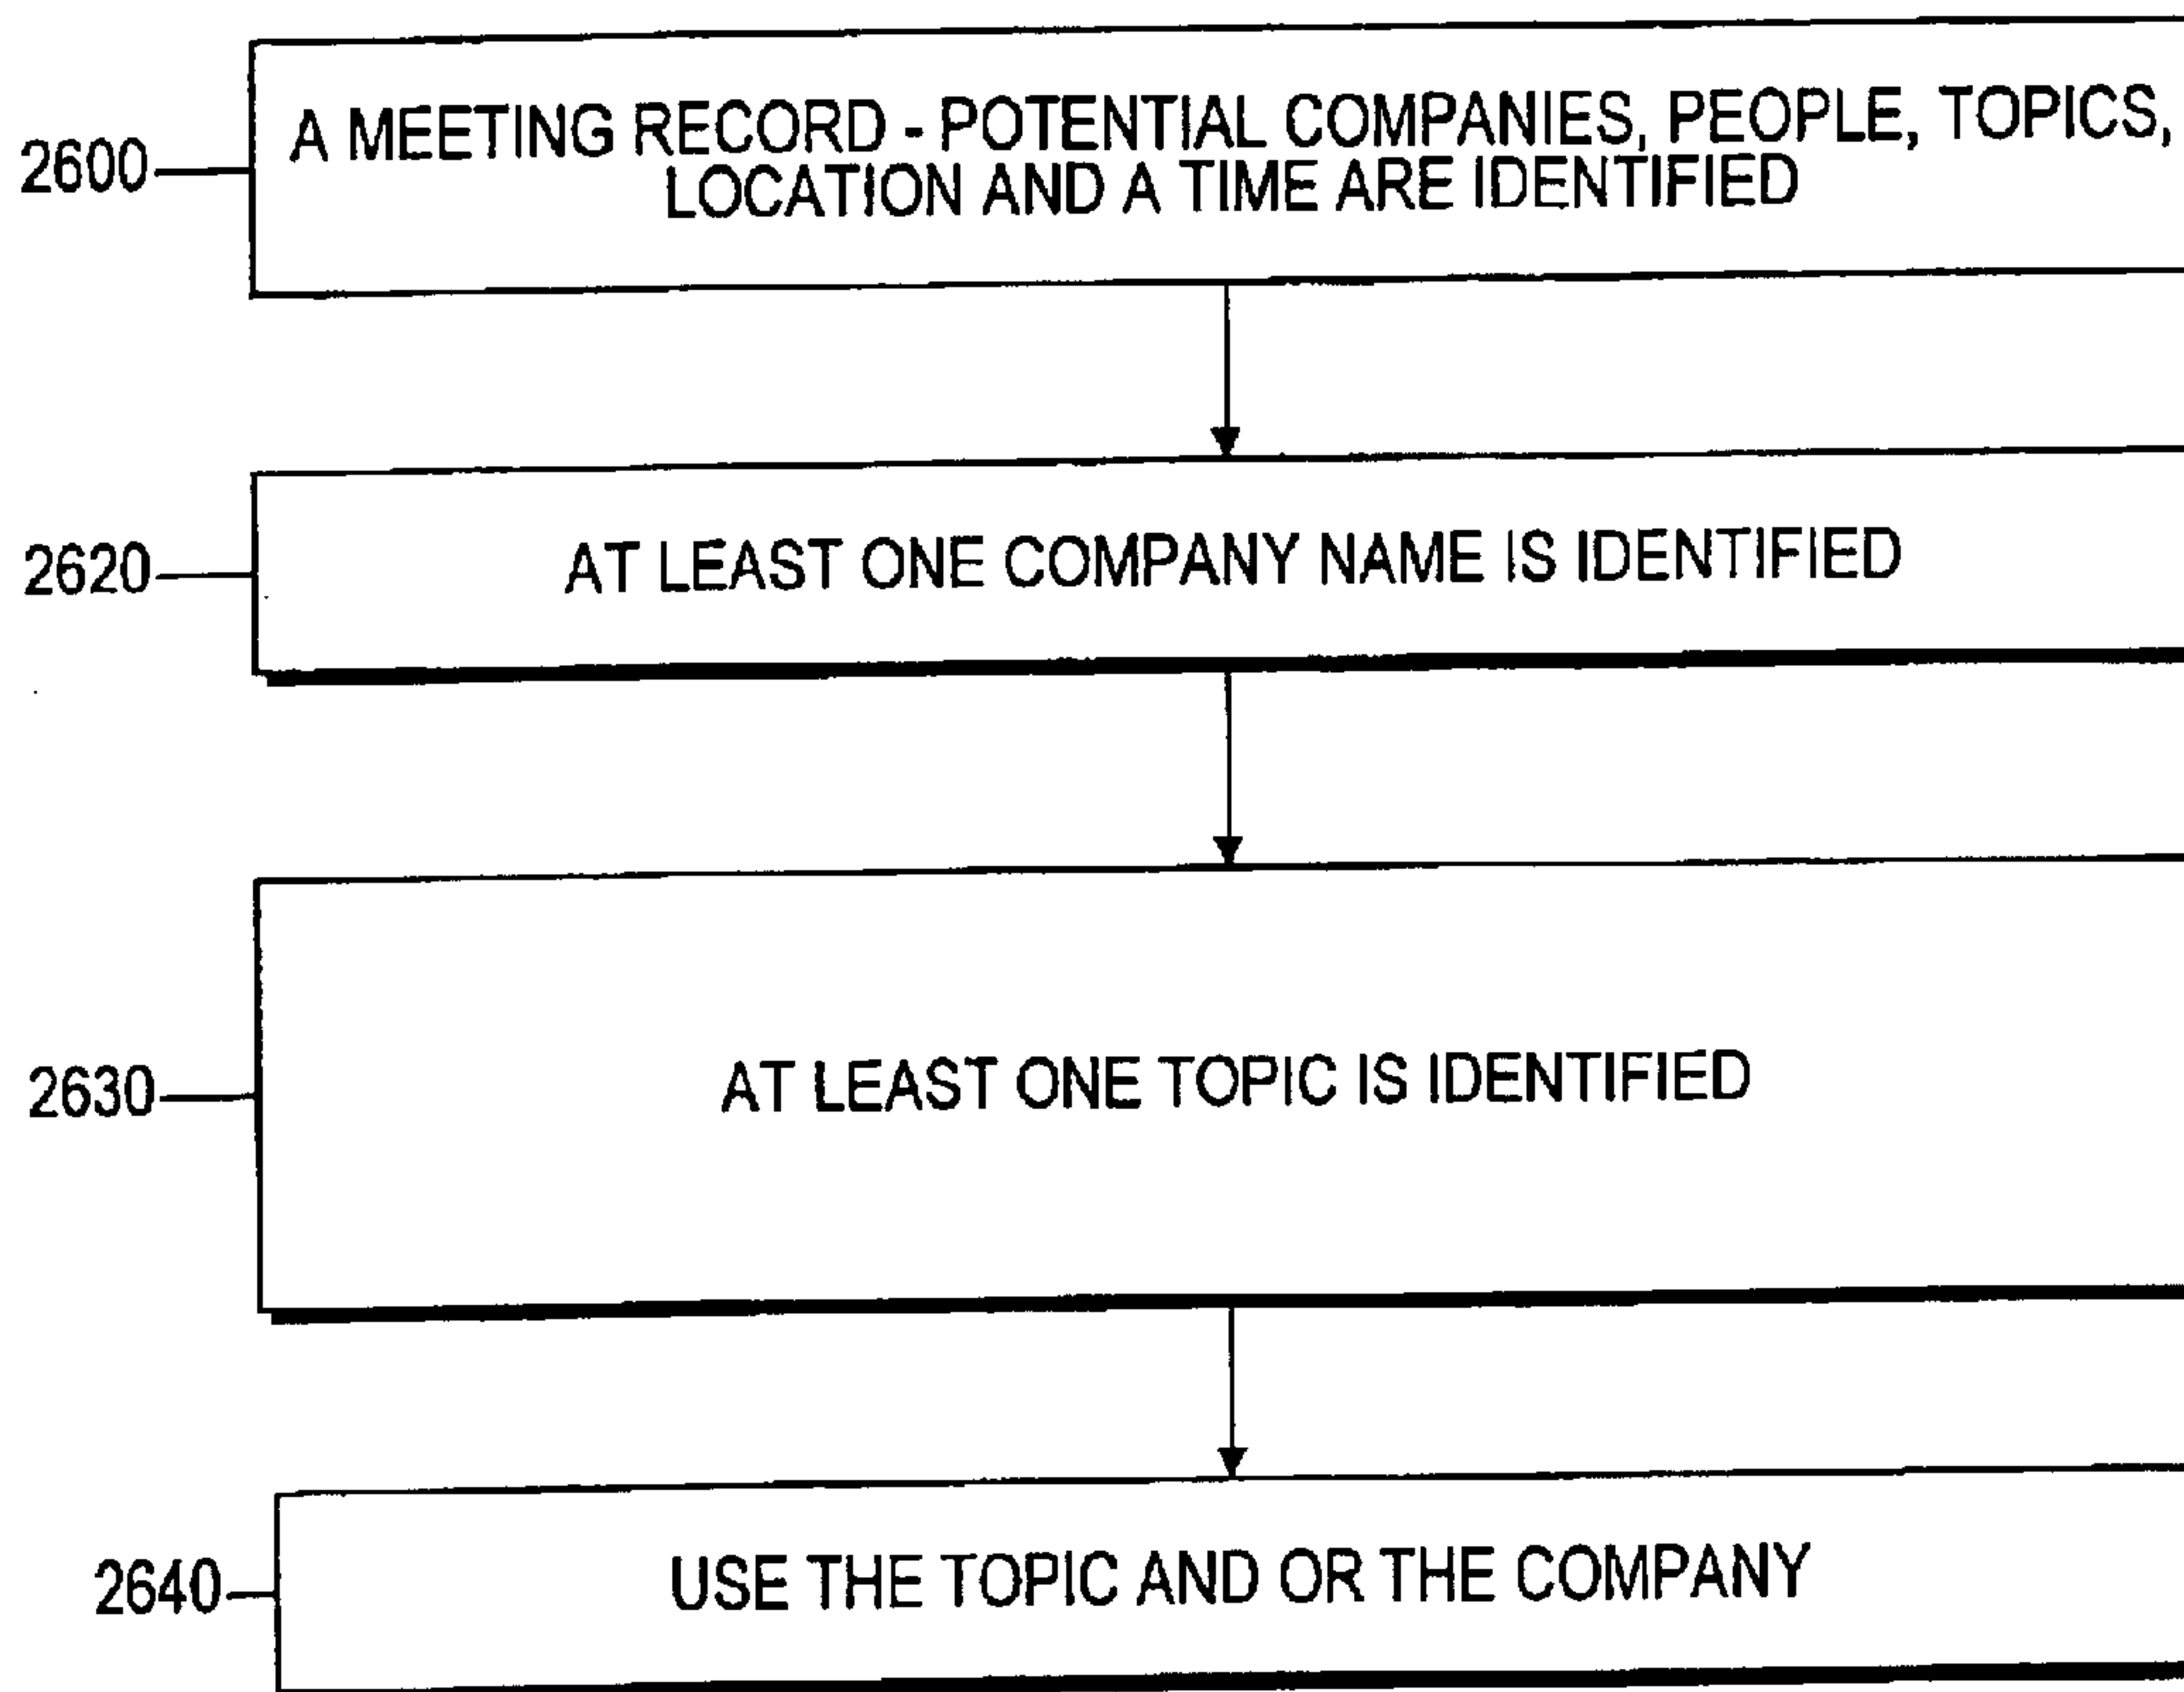 2600
A MEETING RECORD - POTENTIAL COMPANIES, PEOPLE, TOPICS,
LOCATION AND A TIME ARE IDENTIFIED
2620
AT LEAST ONE COMPANY NAME IS IDENTIFIED
2630
AT LEAST ONE TOPIC IS IDENTIFIED
2640
USE THE TOPIC AND OR THE COMPANY